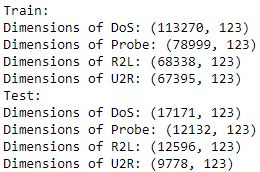 Train:
Dimensions of DoS: (113270, 123)
Dimensions of Probe: (78999, 123)
Dimensions of R2L: (68338, 123)
Dimensions of U2R: (67395, 123)
Test:
Dimensions of DoS: (17171, 123)
Dimensions of Probe: (12132, 123)
Dimensions of R2L: (12596, 123)
Dimensions of U2R: (9778, 123)